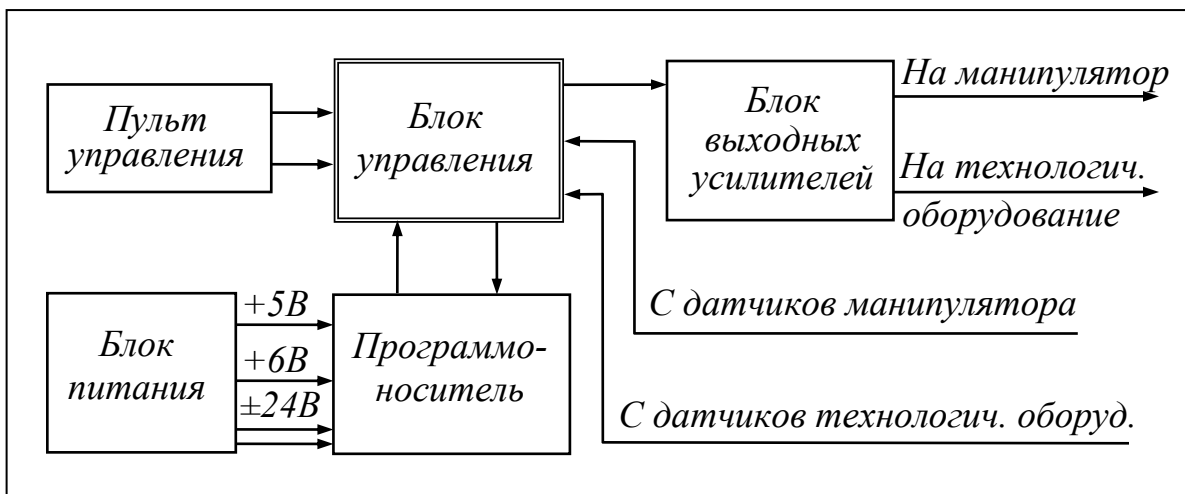 Пульт
управления
Блок
управления
Блок
выходных
усилителей
На манипулятор
На технологич.
оборудование
Блок
питания
+5В
+6В
±24В
Программо-
носитель
С датчиков манипулятора
С датчиков технологич. оборуд.